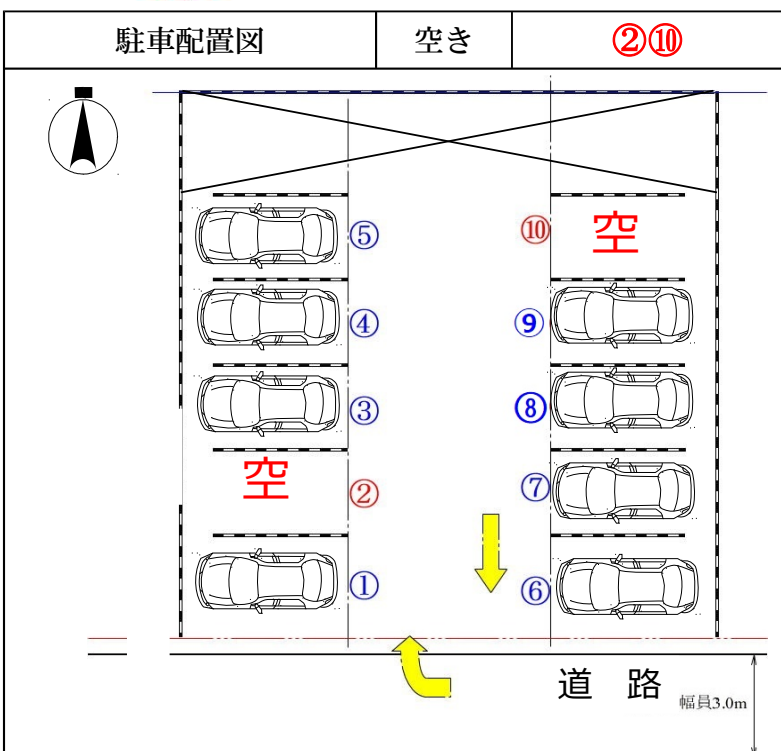 駐車配置図 空き ②⑩
⑤ ⑩ 空
④ ⑨
③ ⑧
空 ② ⑦
① ⑥
道 路 幅員3.0m